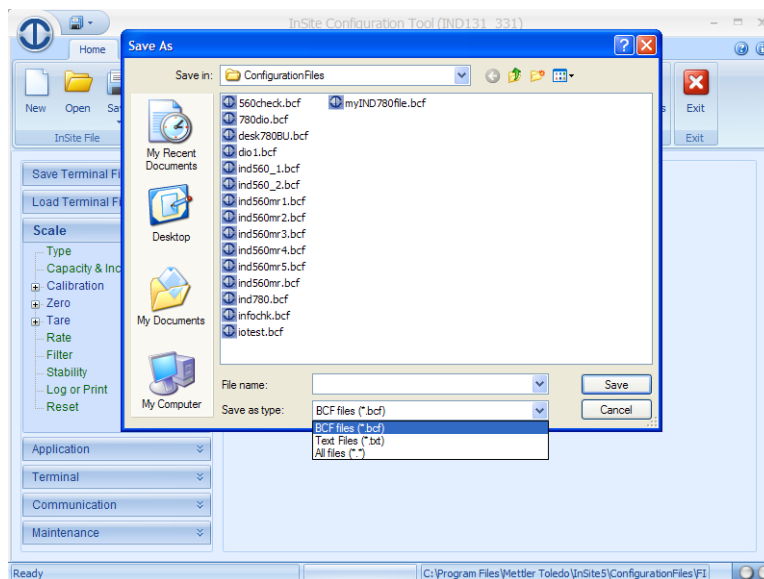 InSite Configuration Tool (IND131_331)
Home
Save As
Save in:
ConfigurationFiles
New
Open
Exit
InSite File
Exit
My Recent
Documents
Desktop
My Documents
My Computer
560check.bcf
780dio.bcf
desk780BU.bcf
dio1.bcf
ind560_1.bcf
ind560_2.bcf
ind560mr1.bcf
ind560mr2.bcf
ind560mr3.bcf
ind560mr4.bcf
ind560mr5.bcf
ind560mr.bcf
ind780.bcf
infochk.bcf
iotest.bcf
myIND780file.bcf
File name:
Save
Save as type:
BCF files (*.bcf)
Cancel
BCF files (*.bcf)
Text Files (*.txt)
All files (*.*)
Save Terminal Fi
Load Terminal Fi
Scale
Type
Capacity & Inc
Calibration
Zero
Tare
Rate
Filter
Stability
Log or Print
Reset
Application
Terminal
Communication
Maintenance
Ready
C:\Program Files\Mettler Toledo\InSite5\ConfigurationFiles\FI